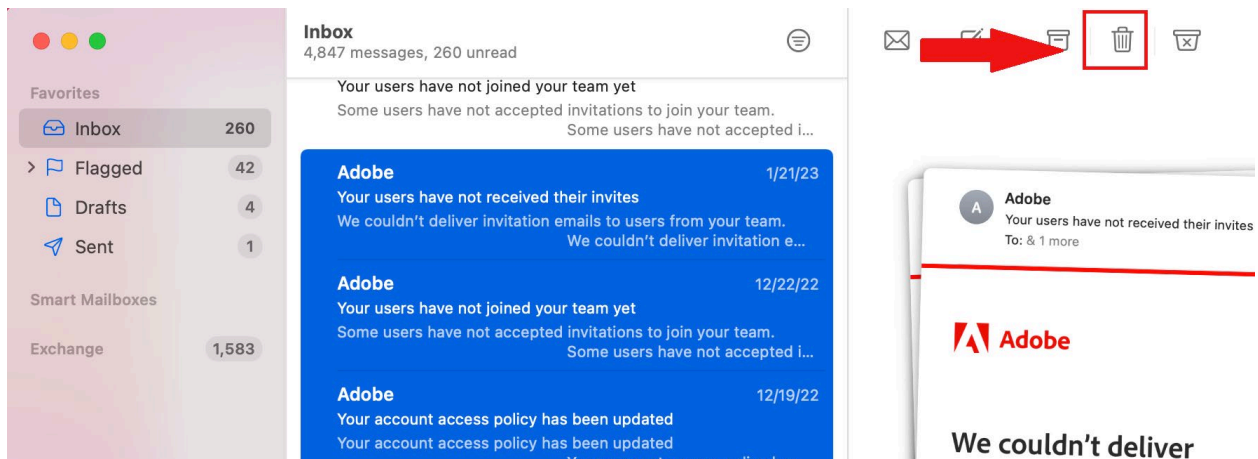 Favorites
Inbox 260
Flagged 42
Drafts 4
Sent 1
Smart Mailboxes
Exchange 1,583
Inbox
4,847 messages, 260 unread
Your users have not joined your team yet
Some users have not accepted invitations to join your team.
Some users have not accepted i...
Adobe 1/21/23
Your users have not received their invites
We couldn't deliver invitation emails to users from your team.
We couldn't deliver invitation e...
Adobe 12/22/22
Your users have not joined your team yet
Some users have not accepted invitations to join your team.
Some users have not accepted i...
Adobe 12/19/22
Your account access policy has been updated
Your account access policy has been updated
A
Adobe
Your users have not received their invites
To: & 1 more
Adobe
We couldn't deliver